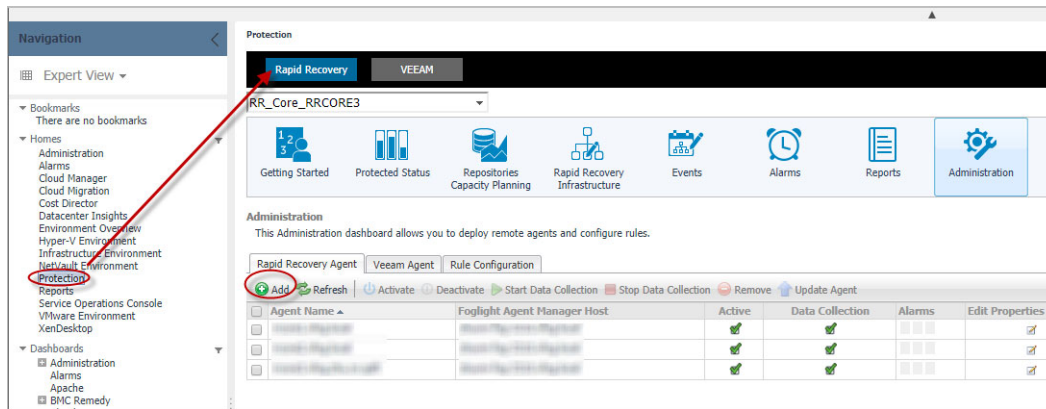 Navigation
Expert View
Bookmarks
There are no bookmarks
Homes
Administration
Alarms
Cloud Manager
Cloud Migration
Cost Director
Datacenter Insights
Environment Overview
Hyper-V Environment
Infrastructure Environment
NetVault Environment
Protection
Reports
Service Operations Console
VMware Environment
XenDesktop
Dashboards
Administration
Alarms
Apache
BMC Remedy
Protection
Rapid Recovery VEEAM
RR_Core_RRCORE3
1 2 3
Getting Started Protected Status Repositories Rapid Recovery Events Alarms Reports Administration
Capacity Planning Infrastructure
Administration
This Administration dashboard allows you to deploy remote agents and configure rules.
Rapid Recovery Agent Veeam Agent Rule Configuration
Add Refresh Activate Deactivate Start Data Collection Stop Data Collection Remove Update Agent
Agent Name Foglight Agent Manager Host Active Data Collection Alarms Edit Properties